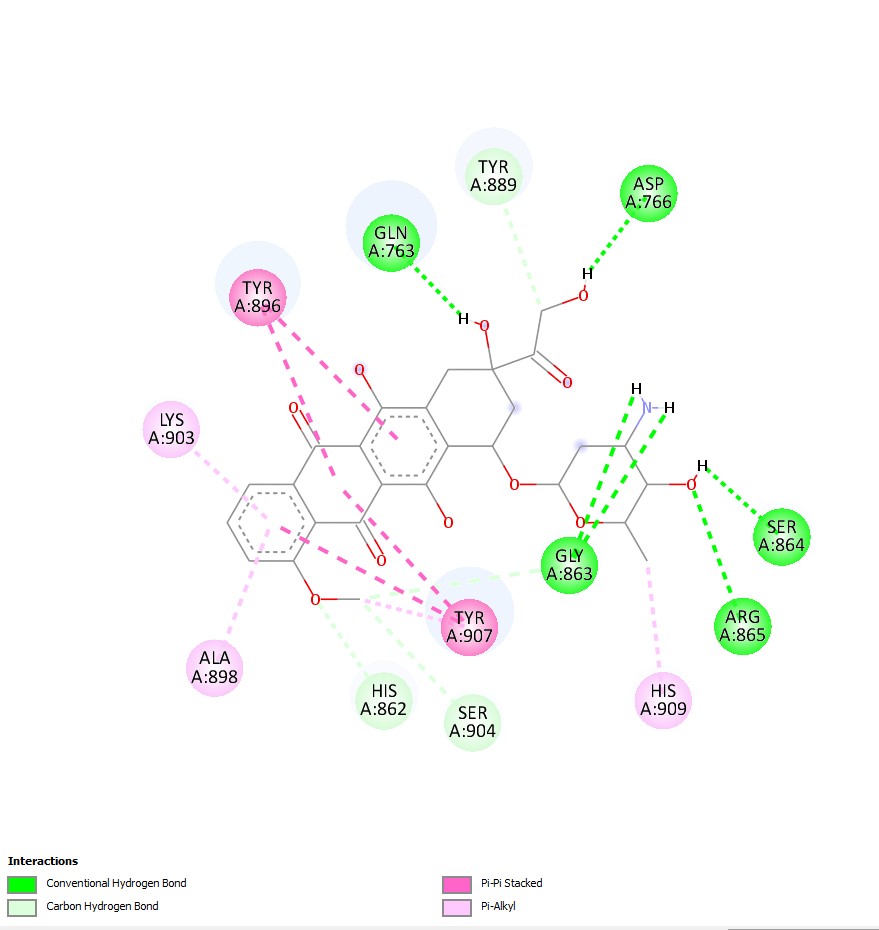 TYR
A:889
ASP
A:766
GLN
A:763
H
O
H
O
TYR
A:896
O
O
H
N
H
O
LYS
A:903
H
O
O
O
SER
A:864
O
O
GLY
A:863
O
TYR
A:907
ARG
A:865
ALA
A:898
HIS
A:862
SER
A:904
HIS
A:909
Interactions
Conventional Hydrogen Bond
Carbon Hydrogen Bond
Pi-Pi Stacked
Pi-Alkyl